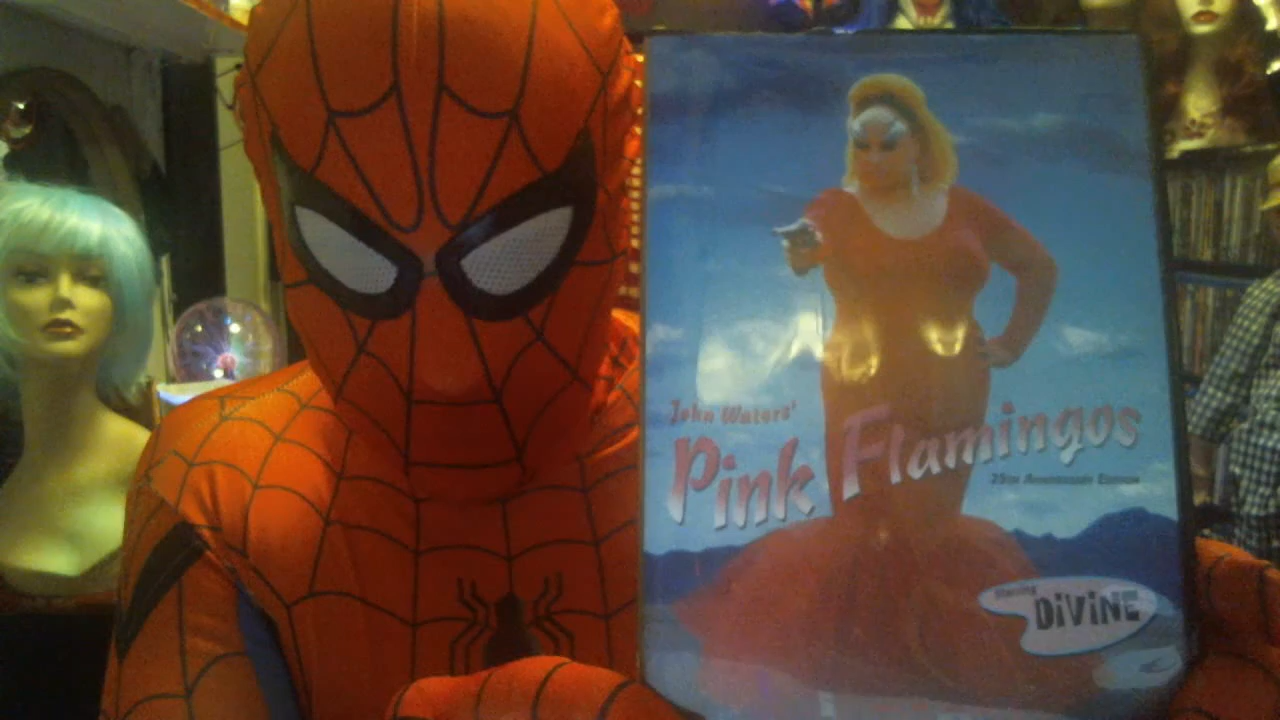 John Waters'
Pink Flamingos
25th Anniversary Edition
Starring
DiViNE